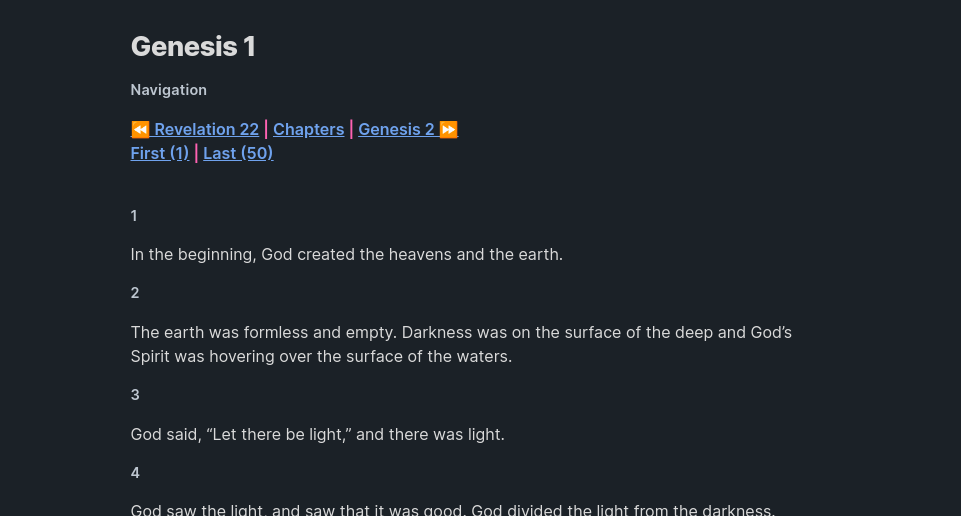 Genesis 1
Navigation
⏪ Revelation 22 | Chapters | Genesis 2 ⏩
First (1) | Last (50)
1
In the beginning, God created the heavens and the earth.
2
The earth was formless and empty. Darkness was on the surface of the deep and God’s
Spirit was hovering over the surface of the waters.
3
God said, “Let there be light,” and there was light.
4
God saw the light, and saw that it was good. God divided the light from the darkness.